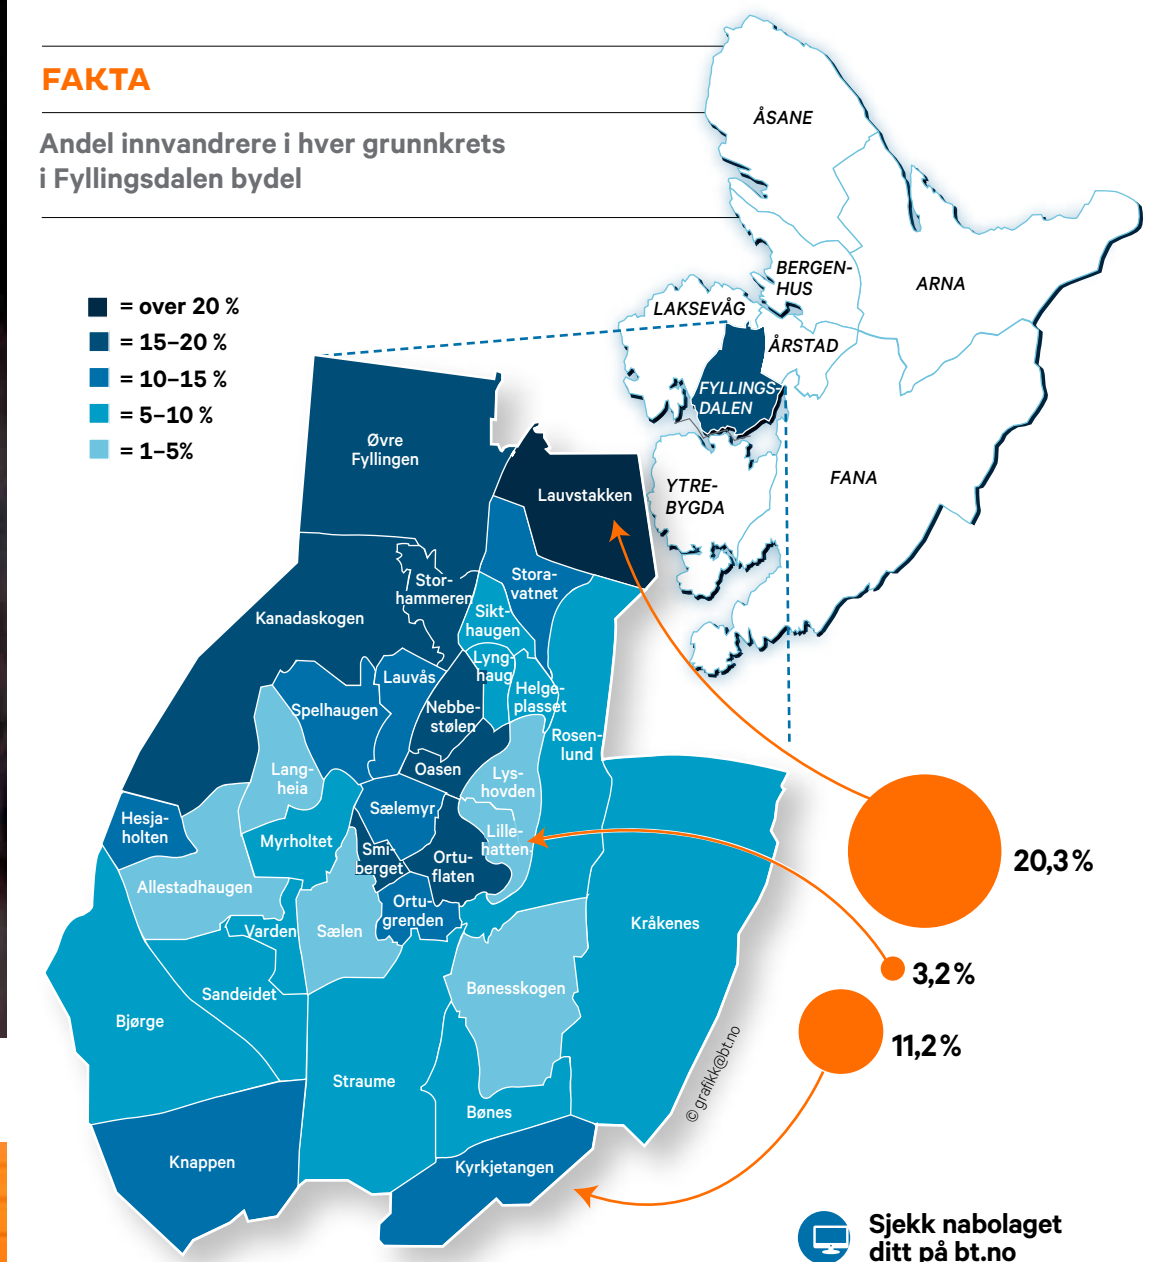 FAKTA
Andel innvandrere i hver grunnkrets
i Fyllingsdalen bydel
= over 20 %
= 15–20 %
= 10–15 %
= 5–10 %
= 1–5%
ÅSANE
BERGEN-
HUS
ARNA
LAKSEVÅG
ÅRSTAD
FYLLINGS-
DALEN
YTRE-
BYGDA
FANA
Øvre
Fyllingen
Lauvstakken
Stor-
hammeren
Stora-
vatnet
Sikt-
haugen
Kanadaskogen
Lyng-
haug
Lauvås
Helge-
plasset
Spelhaugen
Nebbe-
stølen
Rosen-
lund
Oasen
Lang-
heia
Lys-
hovden
Hesja-
holten
Sælemyr
Myrholtet
Lille-
hatten
Smi-
berget
Ortu-
flaten
Allestadhaugen
Ortu-
grenden
Varden
Sælen
Kråkenes
Sandeidet
Bønesskogen
Bjørge
Straume
Bønes
Knappen
Kyrkjetangen
20,3%
3,2%
11,2%
© grafikk@bt.no
Sjekk nabolaget
ditt på bt.no